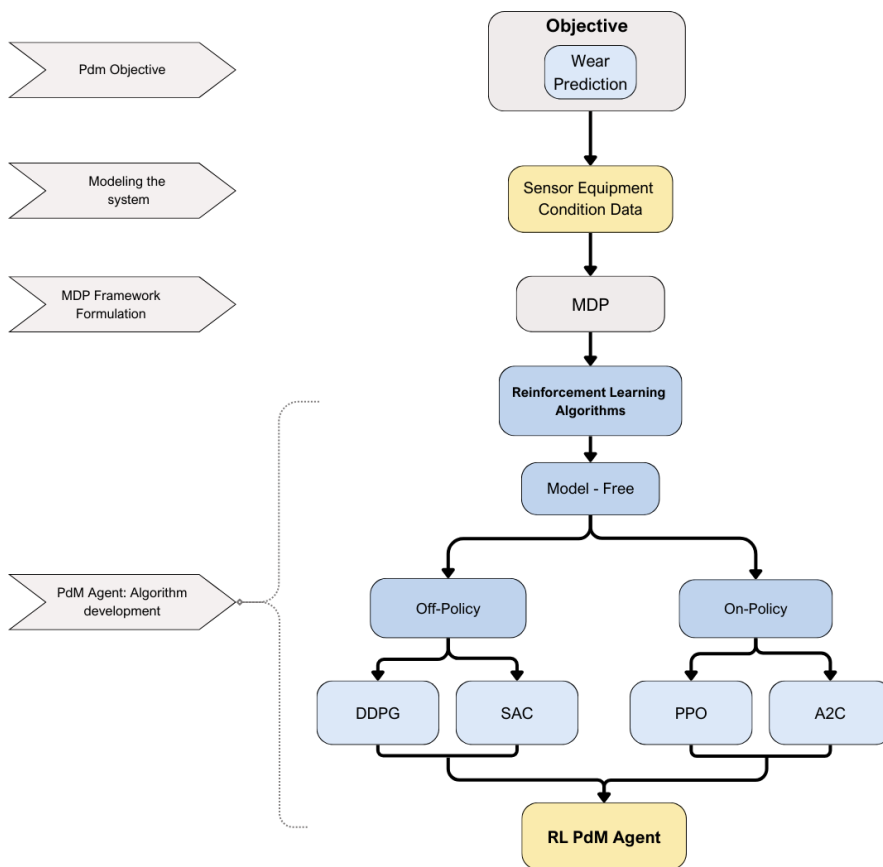 Objective
Wear
Prediction
Pdm Objective
Sensor Equipment
Condition Data
Modeling the
system
MDP
MDP Framework
Formulation
Reinforcement Learning
Algorithms
Model - Free
PdM Agent: Algorithm
development
Off-Policy
On-Policy
DDPG
SAC
PPO
A2C
RL PdM Agent